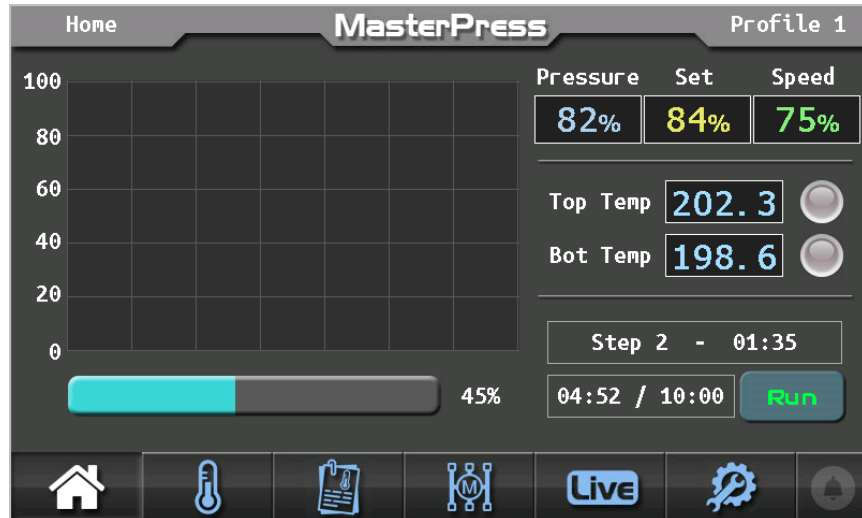 Home MasterPress Profile 1
Pressure Set Speed
82% 84% 75%
100
80
60
40
20
0
Top Temp 202.3
Bot Temp 198.6
Step 2 - 01:35
45% 04:52 / 10:00 Run
M Live